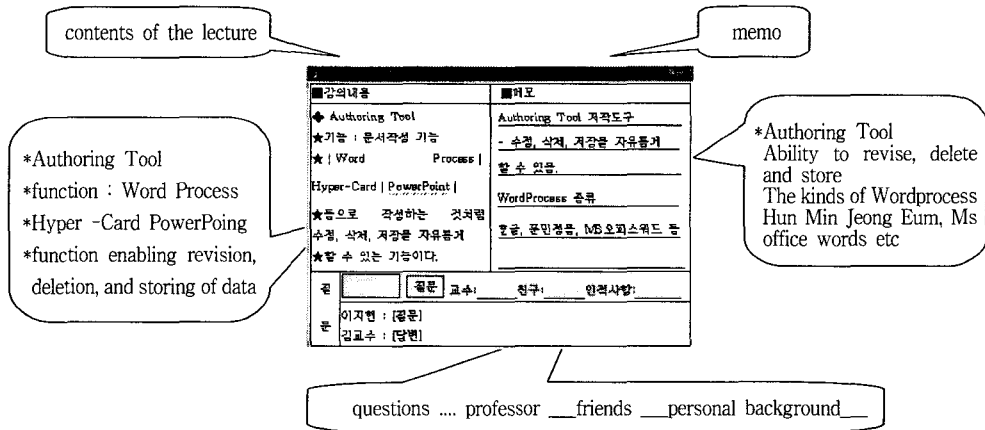 contents of the lecture
memo
■강의내용
✤ Authoring Tool
★기능 : 문서작성 기능
★ | Word Process |
Hyper-Card | PowerPoint |
★등으로 작성하는 것처럼
수정, 삭제, 저장을 자유롭게
★할 수 있는 기능이다.
■메모
Authoring Tool 저작도구
- 수정, 삭제, 저장을 자유롭게
할 수 있음.
WordProcess 종류
한글, 훈민정음, MS오피스워드 등
질문
질문 교수: 친구: 인적사항:
이지현 : [질문]
김교수 : [답변]
*Authoring Tool
*function : Word Process
*Hyper -Card PowerPoing
*function enabling revision,
deletion, and storing of data
*Authoring Tool
Ability to revise, delete
and store
The kinds of Wordprocess
Hun Min Jeong Eum, Ms
office words etc
questions .... professor ___friends ___personal background___